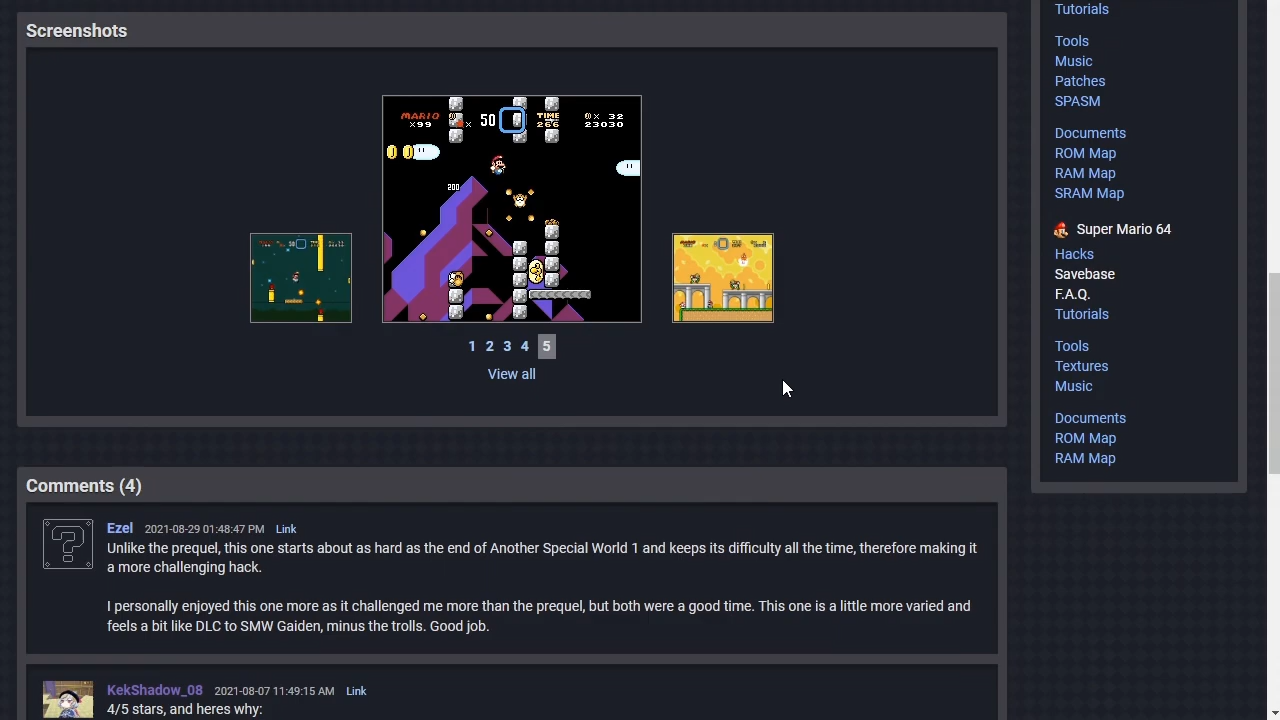 Screenshots
MARIO
x99
x 50
TIME
266
x 32
23030
200
1 2 3 4 5
View all
Comments (4)
Ezel 2021-08-29 01:48:47 PM Link
Unlike the prequel, this one starts about as hard as the end of Another Special World 1 and keeps its difficulty all the time, therefore making it
a more challenging hack.
I personally enjoyed this one more as it challenged me more than the prequel, but both were a good time. This one is a little more varied and
feels a bit like DLC to SMW Gaiden, minus the trolls. Good job.
KekShadow_08 2021-08-07 11:49:15 AM Link
4/5 stars, and heres why:
Tutorials
Tools
Music
Patches
SPASM
Documents
ROM Map
RAM Map
SRAM Map
Super Mario 64
Hacks
Savebase
F.A.Q.
Tutorials
Tools
Textures
Music
Documents
ROM Map
RAM Map